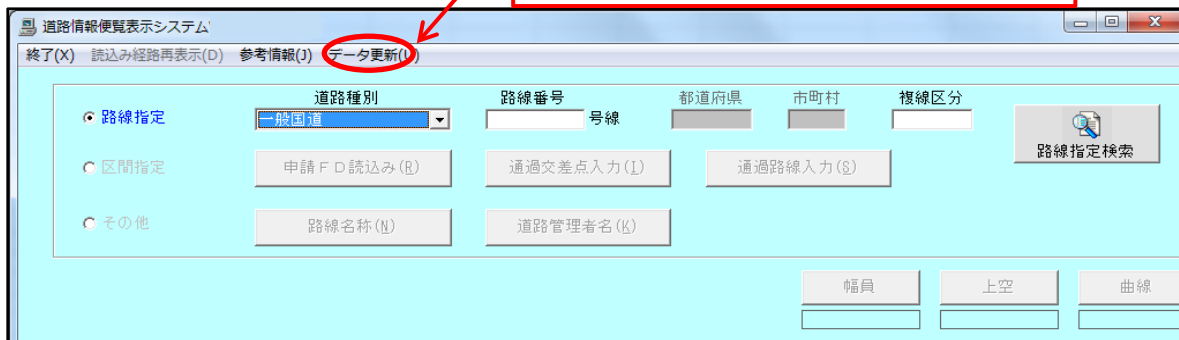 道路情報便覧表示システム
終了(X) 読込み経路再表示(D) 参考情報(J) データ更新(U)
道路種別 路線番号 都道府県 市町村 複線区分
路線指定 一般国道 号線
路線指定検索
区間指定 申請FD読込み(R) 通過交差点入力(I) 通過路線入力(S)
その他 路線名称(N) 道路管理者名(K)
幅員 上空 曲線